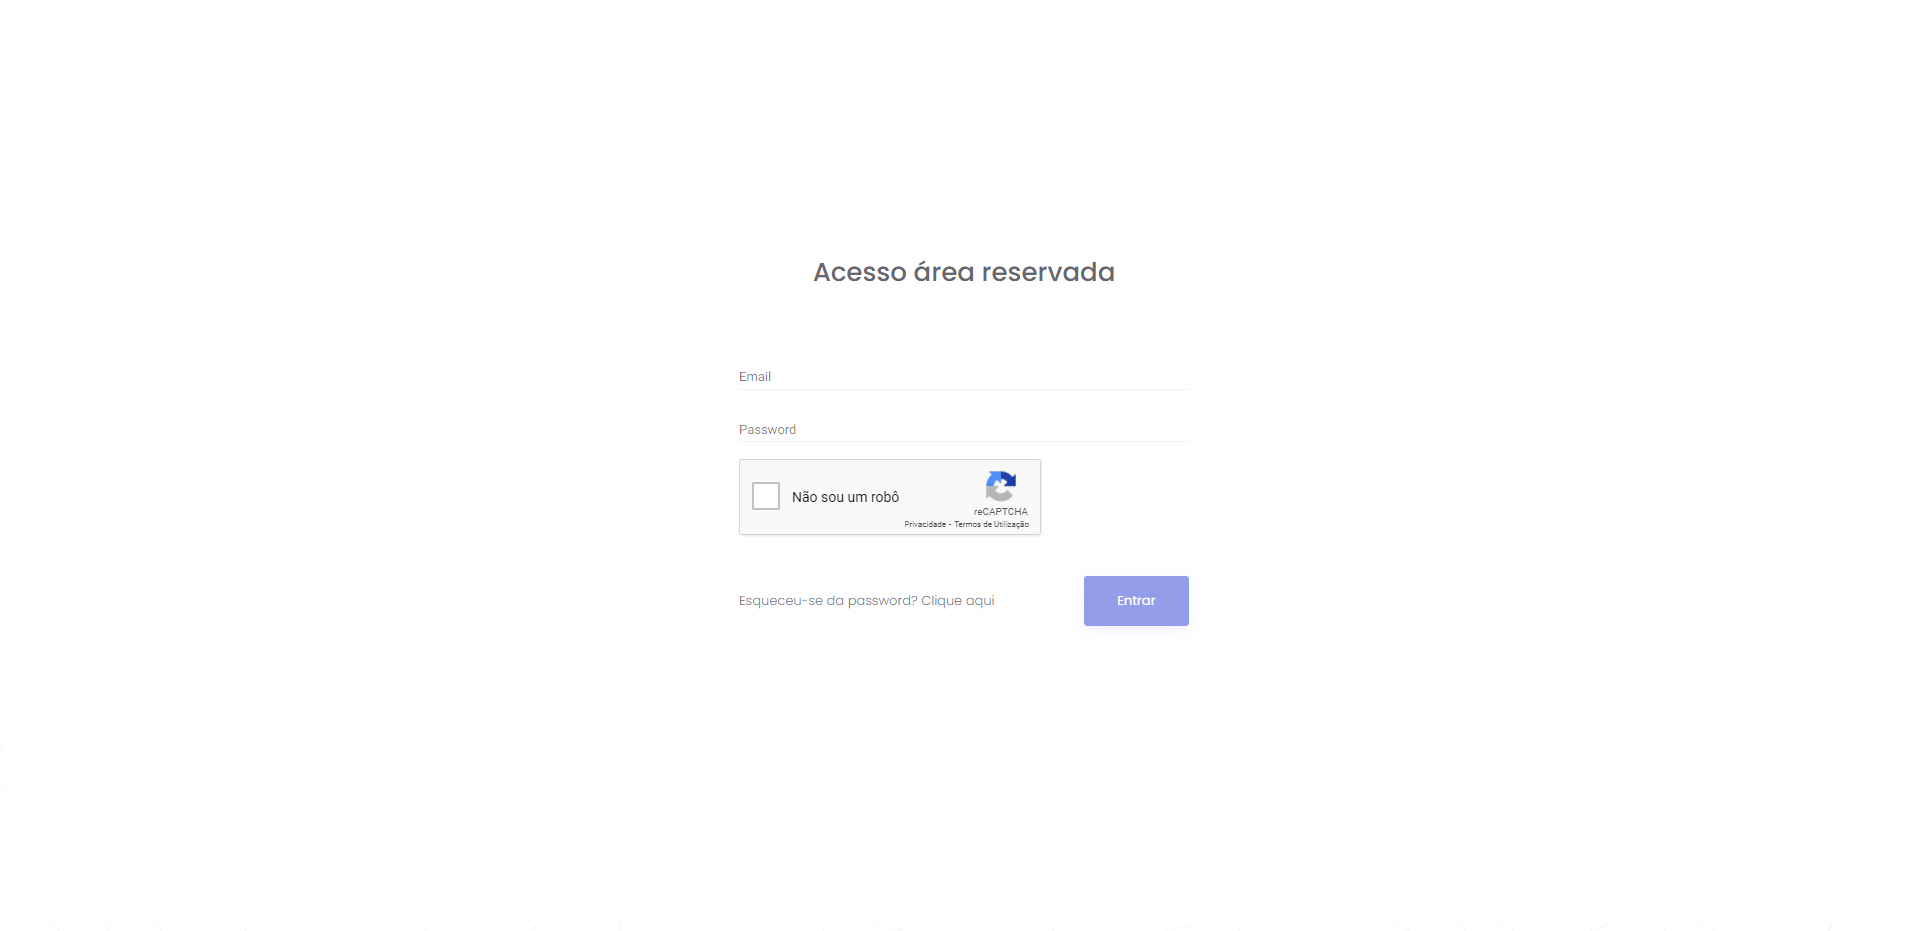 Acesso área reservada
Email
Password
Não sou um robô
reCAPTCHA
Privacidade - Termos de Utilização
Esqueceu-se da password? Clique aqui
Entrar